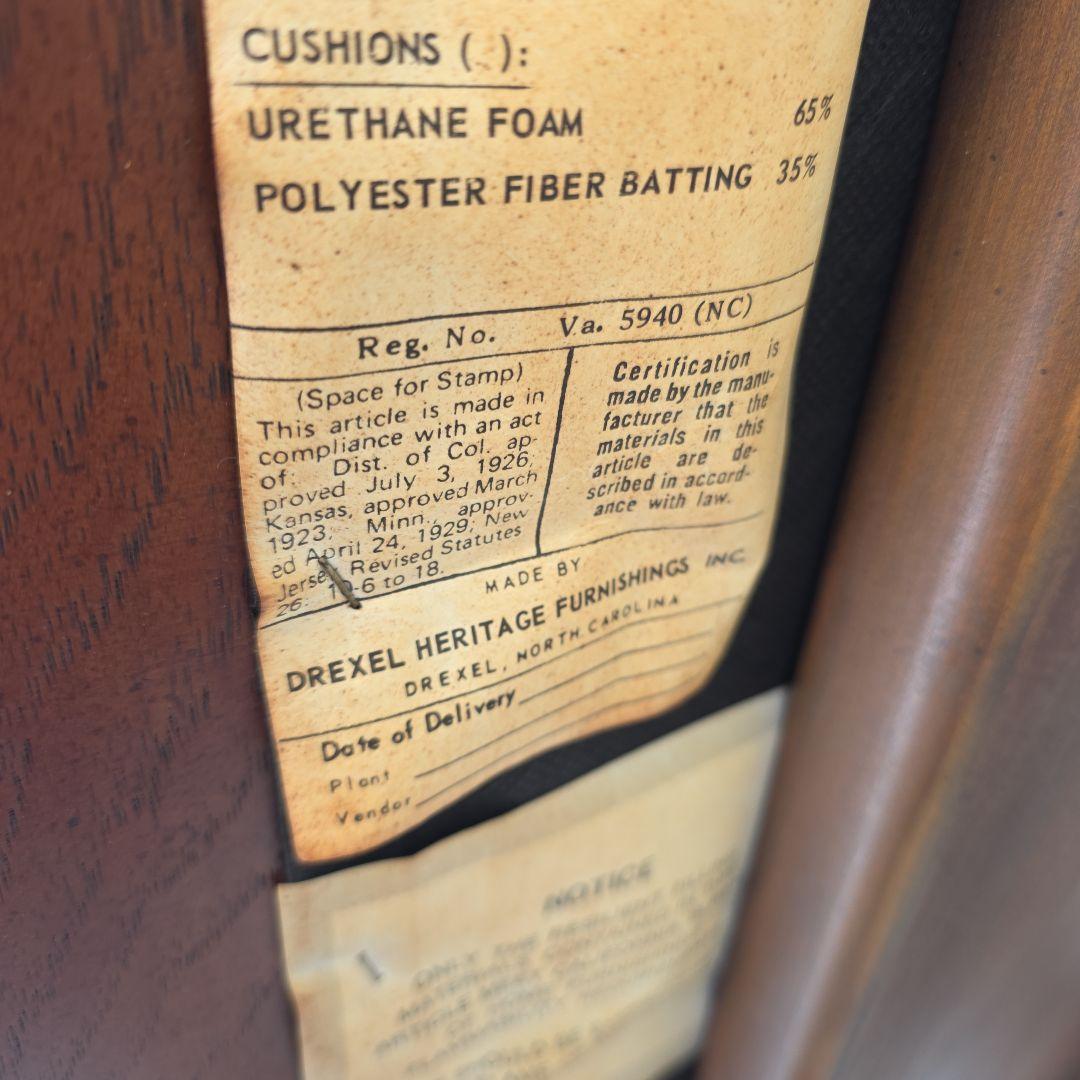 CUSHIONS ( ):
URETHANE FOAM 65%
POLYESTER FIBER BATTING 35%
Reg. No. Va. 5940 (NC)
(Space for Stamp)
This article is made in
compliance with an act
of: Dist. of Col. ap-
proved July 3, 1926;
Kansas, approved March
1923; Minn., approv-
ed April 24, 1929; New
Jersey Revised Statutes
26: 10-6 to 18.
Certification is
made by the manu-
facturer that the
materials in this
article are de-
scribed in accord-
ance with law.
MADE BY
DREXEL HERITAGE FURNISHINGS INC.
DREXEL, NORTH CAROLINA
Date of Delivery
Plant
Vendor
NOTICE